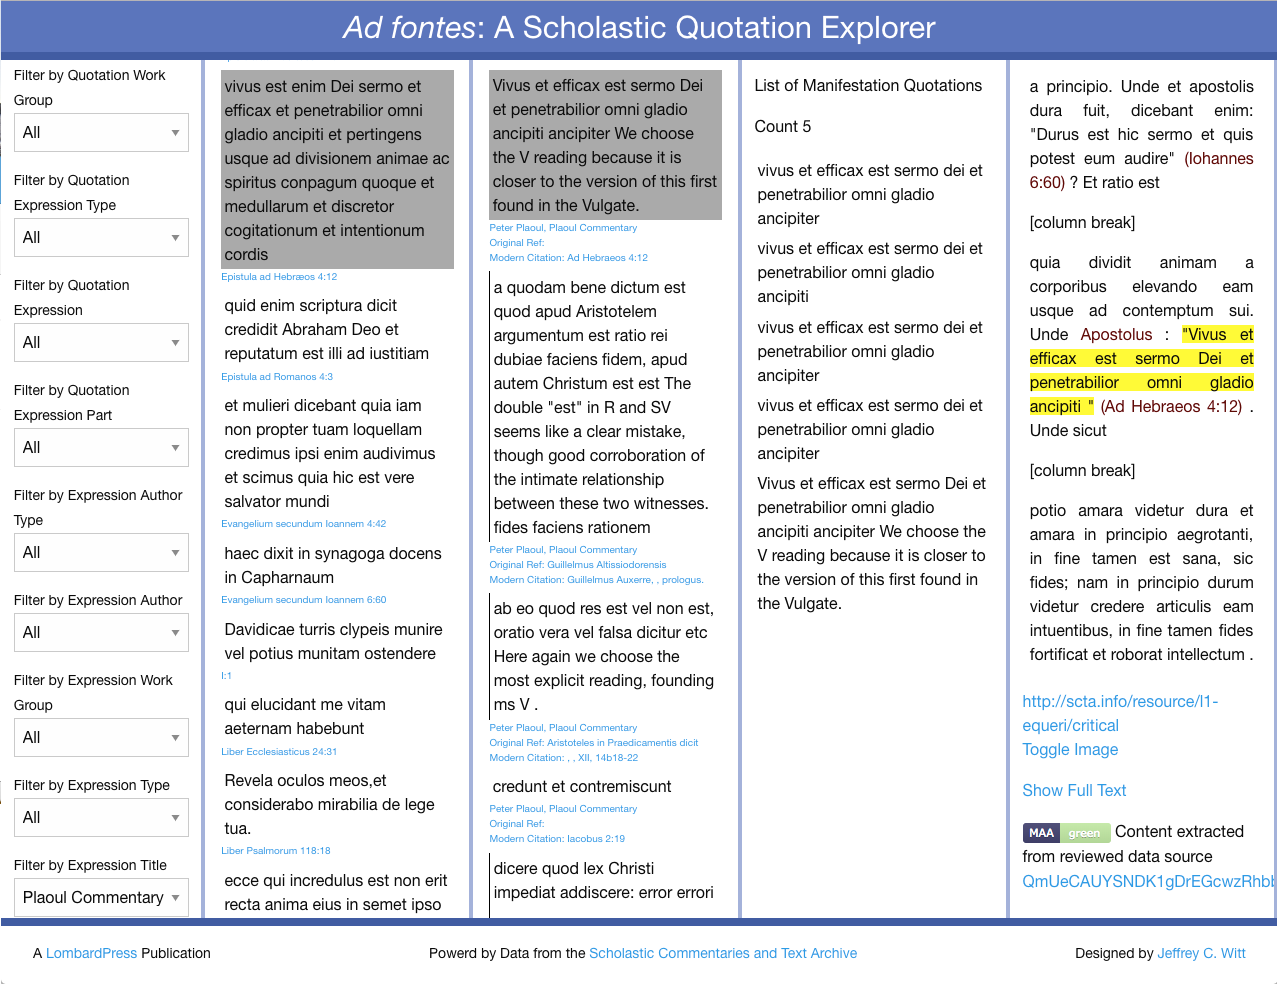 Ad fontes: A Scholastic Quotation Explorer
Filter by Quotation Work
Group
All
Filter by Quotation
Expression Type
All
Filter by Quotation
Expression
All
Filter by Quotation
Expression Part
All
Filter by Expression Author
Type
All
Filter by Expression Author
All
Filter by Expression Work
Group
All
Filter by Expression Type
All
Filter by Expression Title
Plaoul Commentary
vivus est enim Dei sermo et
efficax et penetrabilior omni
gladio ancipiti et pertingens
usque ad divisionem animae ac
spiritus conpagum quoque et
medullarum et discretor
cogitationum et intentionum
cordis
Epistula ad Hebræos 4:12
quid enim scriptura dicit
credidit Abraham Deo et
reputatum est illi ad iustitiam
Epistula ad Romanos 4:3
et mulieri dicebant quia iam
non propter tuam loquellam
credimus ipsi enim audivimus
et scimus quia hic est vere
salvator mundi
Evangelium secundum Ioannem 4:42
haec dixit in synagoga docens
in Capharnaum
Evangelium secundum Ioannem 6:60
Davidicae turris clypeis munire
vel potius munitam ostendere
I:1
qui elucidant me vitam
aeternam habebunt
Liber Ecclesiasticus 24:31
Revela oculos meos,et
considerabo mirabilia de lege
tua.
Liber Psalmorum 118:18
ecce qui incredulus est non erit
recta anima eius in semet ipso
Vivus et efficax est sermo Dei
et penetrabilior omni gladio
ancipiti ancipiter We choose
the V reading because it is
closer to the version of this first
found in the Vulgate.
Peter Plaoul, Plaoul Commentary
Original Ref:
Modern Citation: Ad Hebraeos 4:12
a quodam bene dictum est
quod apud Aristotelem
argumentum est ratio rei
dubiae faciens fidem, apud
autem Christum est est The
double "est" in R and SV
seems like a clear mistake,
though good corroboration of
the intimate relationship
between these two witnesses.
fides faciens rationem
Peter Plaoul, Plaoul Commentary
Original Ref: Guillelmus Altissiodorensis
Modern Citation: Guillelmus Auxerre, , prologus.
ab eo quod res est vel non est,
oratio vera vel falsa dicitur etc
Here again we choose the
most explicit reading, founding
ms V .
Peter Plaoul, Plaoul Commentary
Original Ref: Aristoteles in Praedicamentis dicit
Modern Citation: , , XII, 14b18-22
credunt et contremiscunt
Peter Plaoul, Plaoul Commentary
Original Ref:
Modern Citation: Iacobus 2:19
dicere quod lex Christi
impediat addiscere: error errori
List of Manifestation Quotations
Count 5
vivus et efficax est sermo dei et
penetrabilior omni gladio
ancipiter
vivus et efficax est sermo dei et
penetrabilior omni gladio
ancipiti
vivus et efficax est sermo dei et
penetrabilior omni gladio
ancipiter
vivus et efficax est sermo dei et
penetrabilior omni gladio
ancipiter
Vivus et efficax est sermo Dei et
penetrabilior omni gladio
ancipiti ancipiter We choose the
V reading because it is closer to
the version of this first found in
the Vulgate.
a principio. Unde et apostolis
dura fuit, dicebant enim:
"Durus est hic sermo et quis
potest eum audire" (Iohannes
6:60) ? Et ratio est
[column break]
quia dividit animam a
corporibus elevando eam
usque ad contemptum sui.
Unde Apostolus : "Vivus et
efficax est sermo Dei et
penetrabilior omni gladio
ancipiti " (Ad Hebraeos 4:12) .
Unde sicut
[column break]
potio amara videtur dura et
amara in principio aegrotanti,
in fine tamen est sana, sic
fides; nam in principio durum
videtur credere articulis eam
intuentibus, in fine tamen fides
fortificat et roborat intellectum .
http://scta.info/resource/l1-
equeri/critical
Toggle Image
Show Full Text
MAA green Content extracted
from reviewed data source
QmUeCAUYSNDK1gDrEGcwzRhb
A LombardPress Publication
Powerd by Data from the Scholastic Commentaries and Text Archive
Designed by Jeffrey C. Witt